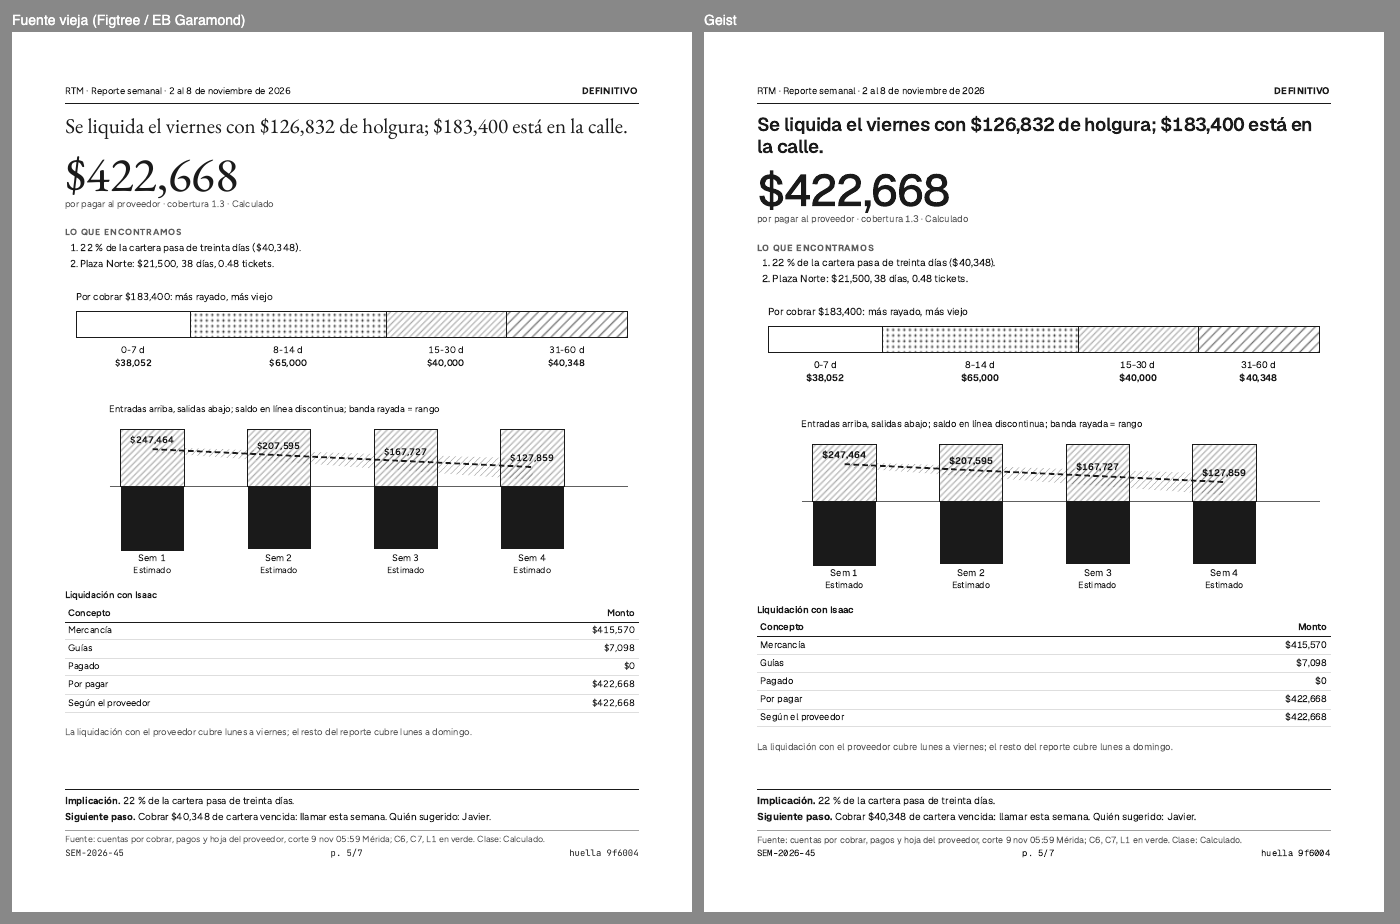 Fuente vieja (Figtree / EB Garamond)
RTM · Reporte semanal · 2 al 8 de noviembre de 2026
DEFINITIVO
Se liquida el viernes con $126,832 de holgura; $183,400 está en la calle.
$422,668
por pagar al proveedor · cobertura 1.3 · Calculado
LO QUE ENCONTRAMOS
1. 22 % de la cartera pasa de treinta días ($40,348).
2. Plaza Norte: $21,500, 38 días, 0.48 tickets.
Por cobrar $183,400: más rayado, más viejo
0-7 d 8-14 d 15-30 d 31-60 d
$38,052 $65,000 $40,000 $40,348
Entradas arriba, salidas abajo; saldo en línea discontinua; banda rayada = rango
$247,464 $207,595 $167,727 $127,859
Sem 1 Sem 2 Sem 3 Sem 4
Estimado Estimado Estimado Estimado
Liquidación con Isaac
Concepto Monto
Mercancía $415,570
Guías $7,098
Pagado $0
Por pagar $422,668
Según el proveedor $422,668
La liquidación con el proveedor cubre lunes a viernes; el resto del reporte cubre lunes a domingo.
Implicación. 22 % de la cartera pasa de treinta días.
Siguiente paso. Cobrar $40,348 de cartera vencida: llamar esta semana. Quién sugerido: Javier.
Fuente: cuentas por cobrar, pagos y hoja del proveedor, corte 9 nov 05:59 Mérida; C6, C7, L1 en verde. Clase: Calculado.
SEM-2026-45 p. 5/7 huella 9f6004
Geist
RTM · Reporte semanal · 2 al 8 de noviembre de 2026
DEFINITIVO
Se liquida el viernes con $126,832 de holgura; $183,400 está en
la calle.
$422,668
por pagar al proveedor · cobertura 1.3 · Calculado
LO QUE ENCONTRAMOS
1. 22 % de la cartera pasa de treinta días ($40,348).
2. Plaza Norte: $21,500, 38 días, 0.48 tickets.
Por cobrar $183,400: más rayado, más viejo
0-7 d 8-14 d 15-30 d 31-60 d
$38,052 $65,000 $40,000 $40,348
Entradas arriba, salidas abajo; saldo en línea discontinua; banda rayada = rango
$247,464 $207,595 $167,727 $127,859
Sem 1 Sem 2 Sem 3 Sem 4
Estimado Estimado Estimado Estimado
Liquidación con Isaac
Concepto Monto
Mercancía $415,570
Guías $7,098
Pagado $0
Por pagar $422,668
Según el proveedor $422,668
La liquidación con el proveedor cubre lunes a viernes; el resto del reporte cubre lunes a domingo.
Implicación. 22 % de la cartera pasa de treinta días.
Siguiente paso. Cobrar $40,348 de cartera vencida: llamar esta semana. Quién sugerido: Javier.
Fuente: cuentas por cobrar, pagos y hoja del proveedor, corte 9 nov 05:59 Mérida; C6, C7, L1 en verde. Clase: Calculado.
SEM-2026-45 p. 5/7 huella 9f6004